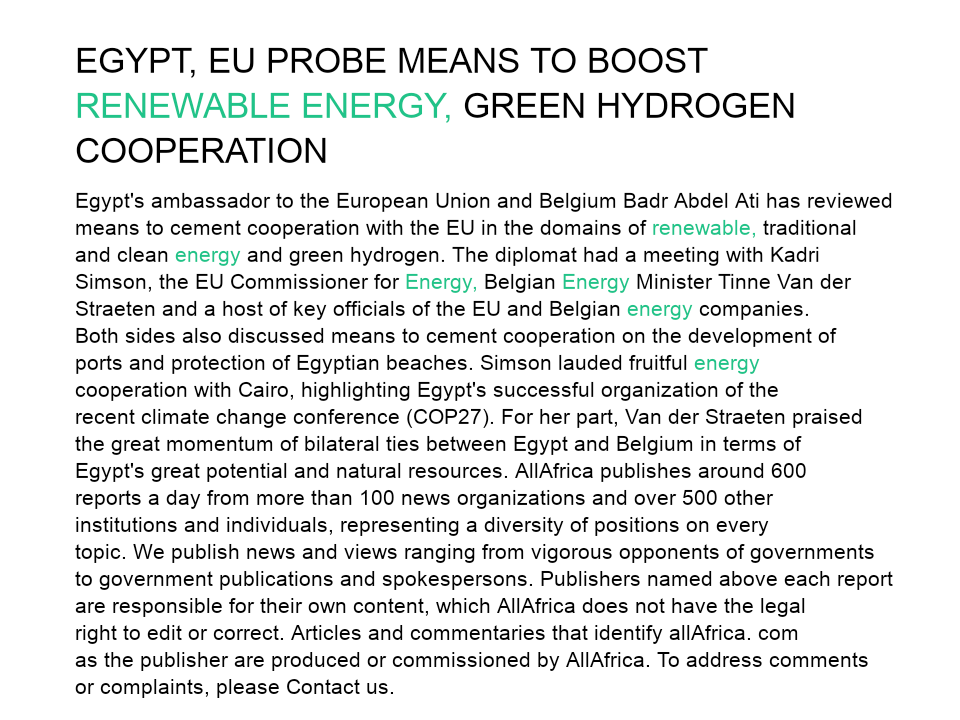 EGYPT, EU PROBE MEANS TO BOOST
RENEWABLE ENERGY, GREEN HYDROGEN
COOPERATION
Egypt's ambassador to the European Union and Belgium Badr Abdel Ati has reviewed
means to cement cooperation with the EU in the domains of renewable, traditional
and clean energy and green hydrogen. The diplomat had a meeting with Kadri
Simson, the EU Commissioner for Energy, Belgian Energy Minister Tinne Van der
Straeten and a host of key officials of the EU and Belgian energy companies.
Both sides also discussed means to cement cooperation on the development of
ports and protection of Egyptian beaches. Simson lauded fruitful energy
cooperation with Cairo, highlighting Egypt's successful organization of the
recent climate change conference (COP27). For her part, Van der Straeten praised
the great momentum of bilateral ties between Egypt and Belgium in terms of
Egypt's great potential and natural resources. AllAfrica publishes around 600
reports a day from more than 100 news organizations and over 500 other
institutions and individuals, representing a diversity of positions on every
topic. We publish news and views ranging from vigorous opponents of governments
to government publications and spokespersons. Publishers named above each report
are responsible for their own content, which AllAfrica does not have the legal
right to edit or correct. Articles and commentaries that identify allAfrica. com
as the publisher are produced or commissioned by AllAfrica. To address comments
or complaints, please Contact us.